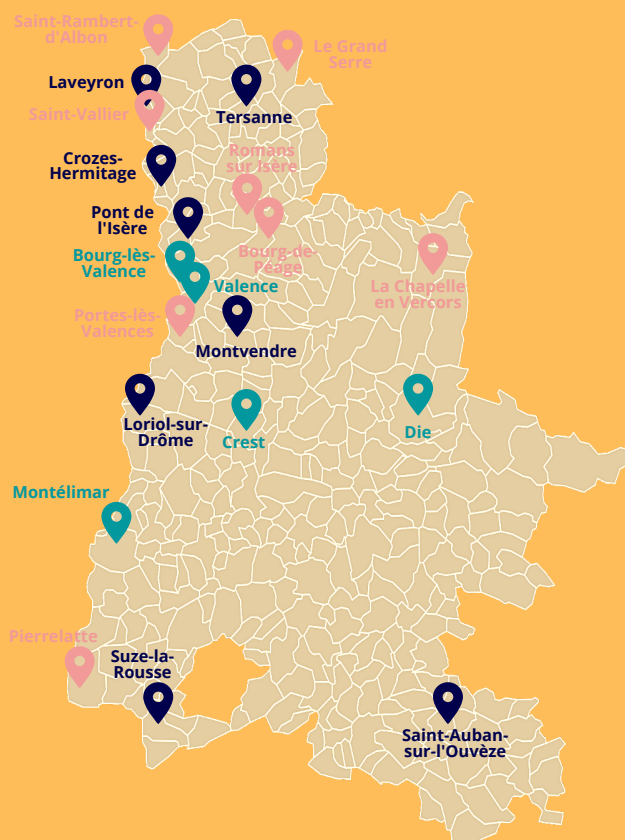 Saint-Rambert-
d'Albon
Le Grand
Serre
Laveyron
Saint-Vallier
Tersanne
Crozes-
Hermitage
Romans
sur Isère
Pont de
l'Isère
Bourg-de-
Péage
Bourg-lès-
Valence
Valence
La Chapelle
en Vercors
Portes-lès-
Valences
Montvendre
Loriol-sur-
Drôme
Crest
Die
Montélimar
Pierrelatte
Suze-la-
Rousse
Saint-Auban-
sur-l'Ouvèze